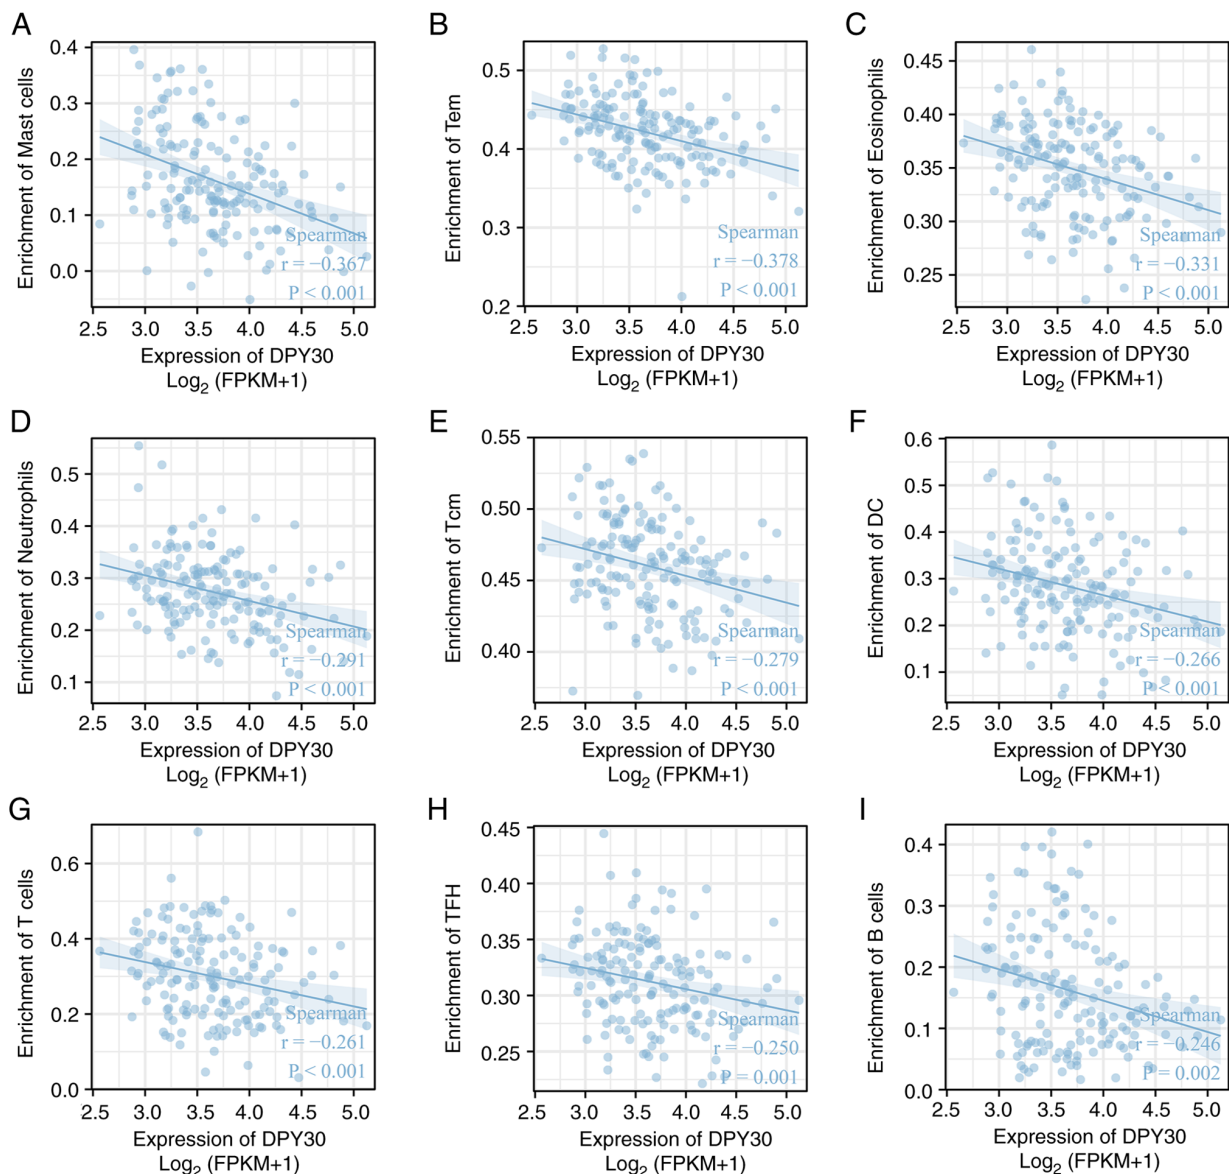 A
Enrichment of Mast cells
0.4
0.3
0.2
0.1
0.0
Spearman
r = −0.367
P < 0.001
2.5 3.0 3.5 4.0 4.5 5.0
Expression of DPY30
Log₂ (FPKM+1)
B
Enrichment of Tem
0.5
0.4
0.3
0.2
Spearman
r = −0.378
P < 0.001
2.5 3.0 3.5 4.0 4.5 5.0
Expression of DPY30
Log₂ (FPKM+1)
C
Enrichment of Eosinophils
0.45
0.40
0.35
0.30
0.25
Spearman
r = −0.331
P < 0.001
2.5 3.0 3.5 4.0 4.5 5.0
Expression of DPY30
Log₂ (FPKM+1)
D
Enrichment of Neutrophils
0.5
0.4
0.3
0.2
0.1
Spearman
r = −0.291
P < 0.001
2.5 3.0 3.5 4.0 4.5 5.0
Expression of DPY30
Log₂ (FPKM+1)
E
Enrichment of Tcm
0.55
0.50
0.45
0.40
Spearman
r = −0.279
P < 0.001
2.5 3.0 3.5 4.0 4.5 5.0
Expression of DPY30
Log₂ (FPKM+1)
F
Enrichment of DC
0.6
0.5
0.4
0.3
0.2
0.1
Spearman
r = −0.266
P < 0.001
2.5 3.0 3.5 4.0 4.5 5.0
Expression of DPY30
Log₂ (FPKM+1)
G
Enrichment of T cells
0.6
0.4
0.2
0.0
Spearman
r = −0.261
P < 0.001
2.5 3.0 3.5 4.0 4.5 5.0
Expression of DPY30
Log₂ (FPKM+1)
H
Enrichment of TFH
0.45
0.40
0.35
0.30
0.25
Spearman
r = −0.250
P = 0.001
2.5 3.0 3.5 4.0 4.5 5.0
Expression of DPY30
Log₂ (FPKM+1)
I
Enrichment of B cells
0.4
0.3
0.2
0.1
0.0
Spearman
r = −0.246
P = 0.002
2.5 3.0 3.5 4.0 4.5 5.0
Expression of DPY30
Log₂ (FPKM+1)